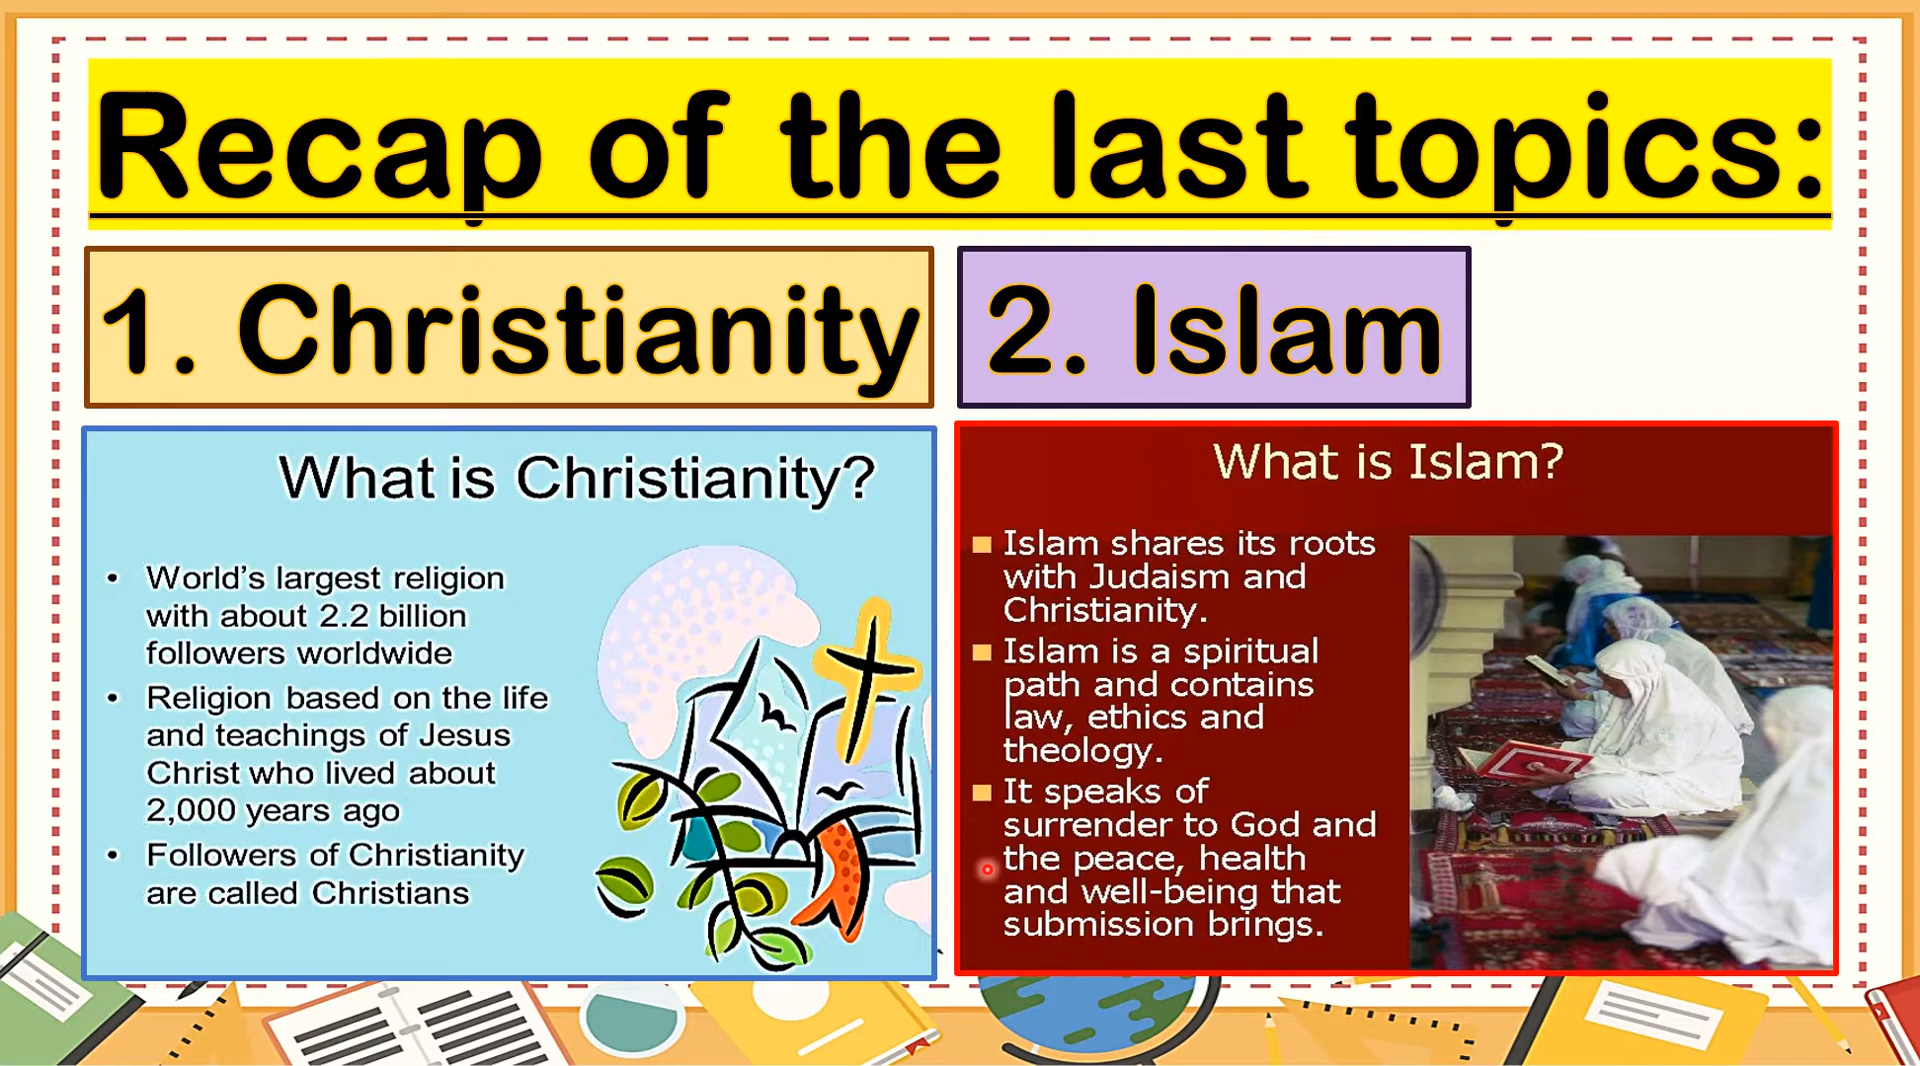 Recap of the last topics:
1. Christianity
2. Islam
What is Christianity?
• World's largest religion
with about 2.2 billion
followers worldwide
• Religion based on the life
and teachings of Jesus
Christ who lived about
2,000 years ago
• Followers of Christianity
are called Christians
What is Islam?
Islam shares its roots
with Judaism and
Christianity.
Islam is a spiritual
path and contains
law, ethics and
theology.
It speaks of
surrender to God and
the peace, health
and well-being that
submission brings.